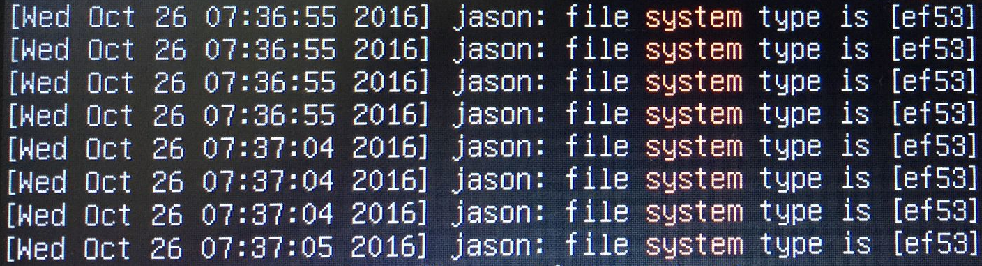 [Wed Oct 26 07:36:55 2016] jason: file system type is [ef53]
[Wed Oct 26 07:36:55 2016] jason: file system type is [ef53]
[Wed Oct 26 07:36:55 2016] jason: file system type is [ef53]
[Wed Oct 26 07:36:55 2016] jason: file system type is [ef53]
[Wed Oct 26 07:37:04 2016] jason: file system type is [ef53]
[Wed Oct 26 07:37:04 2016] jason: file system type is [ef53]
[Wed Oct 26 07:37:04 2016] jason: file system type is [ef53]
[Wed Oct 26 07:37:05 2016] jason: file system type is [ef53]